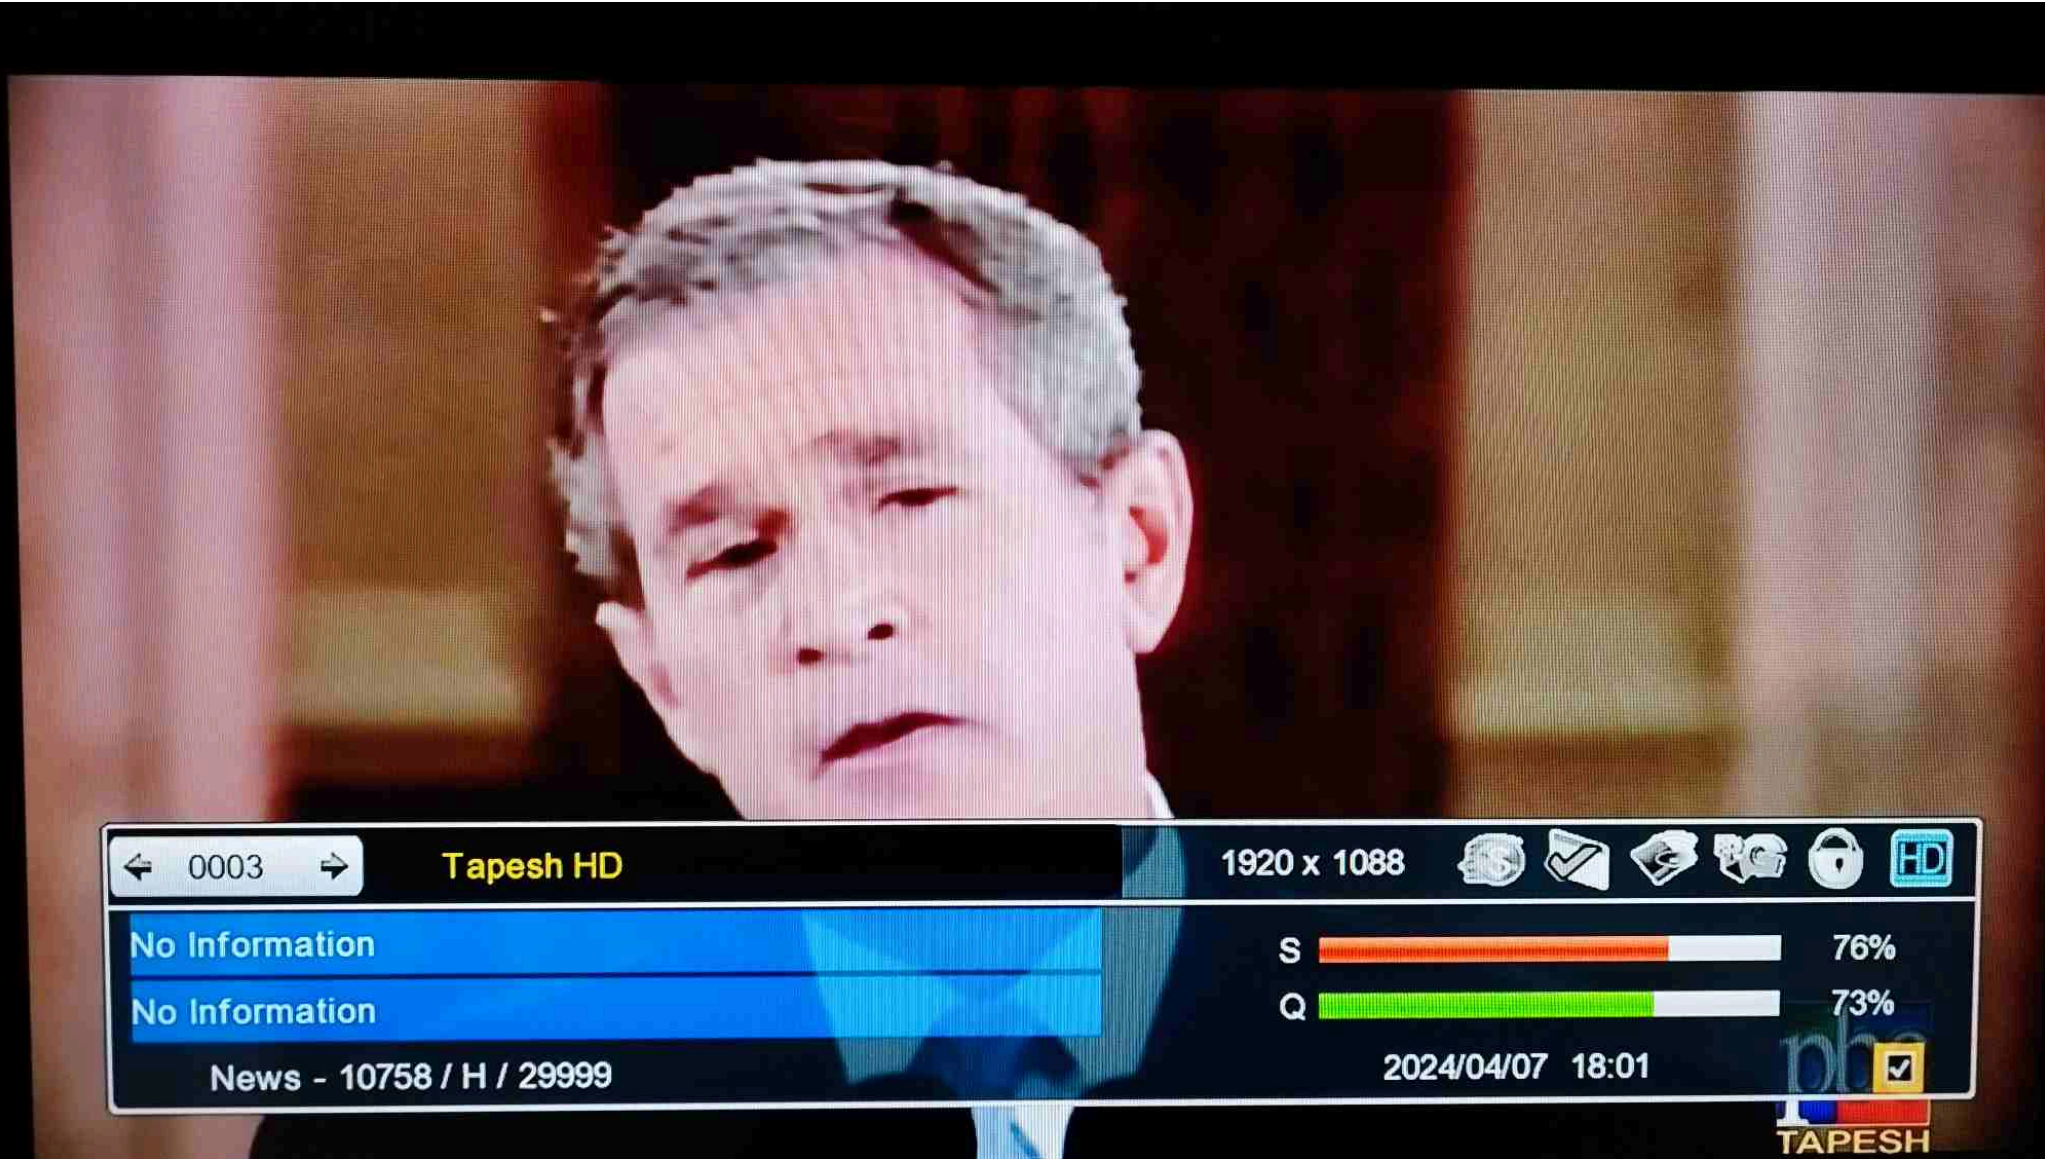 0003
Tapesh HD
1920 x 1088
$
HD
No Information
S 76%
No Information
Q 73%
News - 10758 / H / 29999
2024/04/07 18:01
TAPESH